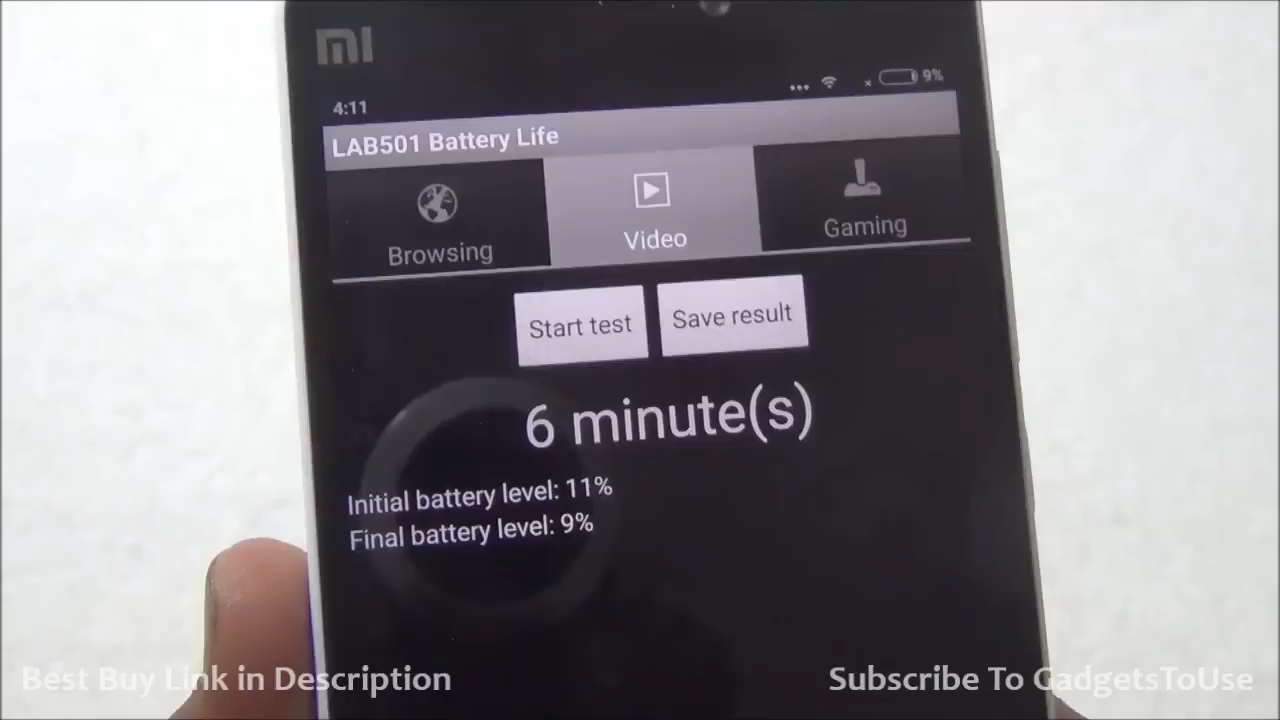 MI
4:11
9%
LAB501 Battery Life
Browsing
Video
Gaming
Start test
Save result
6 minute(s)
Initial battery level: 11%
Final battery level: 9%
Best Buy Link in Description
Subscribe To GadgetsToUse